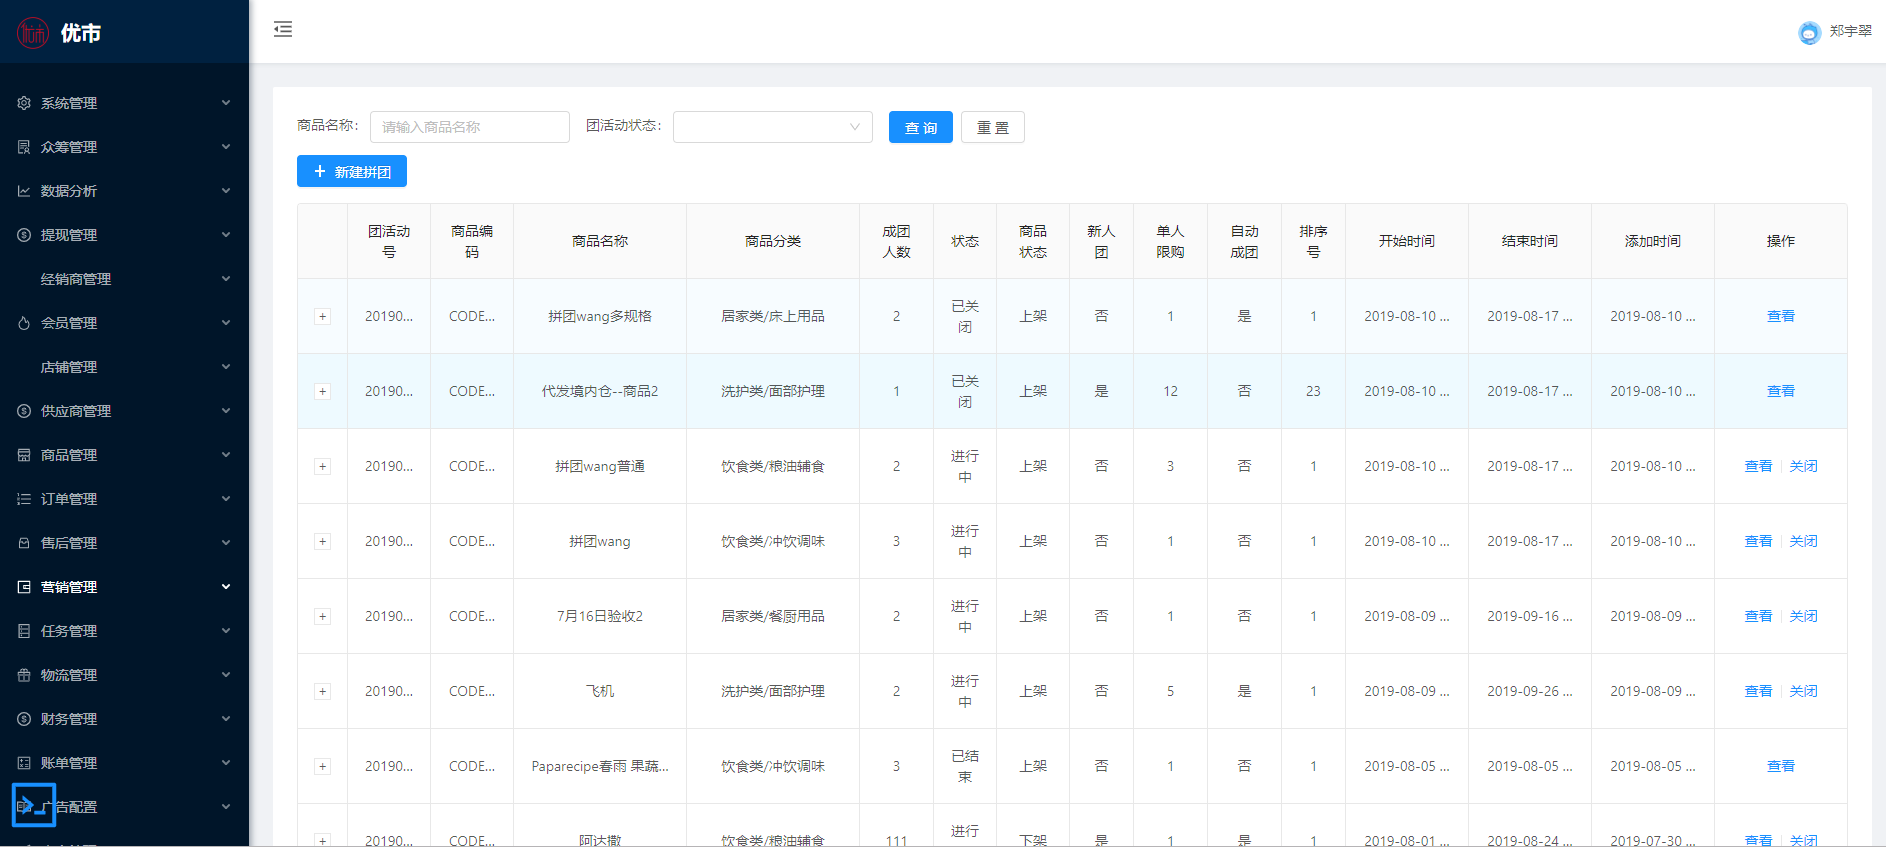 优市
郑宇翠
系统管理
众筹管理
数据分析
提现管理
经销商管理
会员管理
店铺管理
供应商管理
商品管理
订单管理
售后管理
营销管理
任务管理
物流管理
财务管理
账单管理
广告配置
商品名称: 请输入商品名称 团活动状态: 查 询 重 置
+ 新建拼团
团活动号 商品编码 商品名称 商品分类 成团人数 状态 商品状态 新人团 单人限购 自动成团 排序号 开始时间 结束时间 添加时间 操作
+ 20190... CODE... 拼团wang多规格 居家类/床上用品 2 已关闭 上架 否 1 是 1 2019-08-10 ... 2019-08-17 ... 2019-08-10 ... 查看
+ 20190... CODE... 代发境内仓--商品2 洗护类/面部护理 1 已关闭 上架 是 12 否 23 2019-08-10 ... 2019-08-17 ... 2019-08-10 ... 查看
+ 20190... CODE... 拼团wang普通 饮食类/粮油辅食 2 进行中 上架 否 3 否 1 2019-08-10 ... 2019-08-17 ... 2019-08-10 ... 查看 关闭
+ 20190... CODE... 拼团wang 饮食类/冲饮调味 3 进行中 上架 否 1 否 1 2019-08-10 ... 2019-08-17 ... 2019-08-10 ... 查看 关闭
+ 20190... CODE... 7月16日验收2 居家类/餐厨用品 2 进行中 上架 否 1 否 1 2019-08-09 ... 2019-09-16 ... 2019-08-09 ... 查看 关闭
+ 20190... CODE... 飞机 洗护类/面部护理 2 进行中 上架 否 5 是 1 2019-08-09 ... 2019-09-26 ... 2019-08-09 ... 查看 关闭
+ 20190... CODE... Paparecipe春雨 果蔬... 饮食类/冲饮调味 3 已结束 上架 否 1 否 1 2019-08-05 ... 2019-08-05 ... 2019-08-05 ... 查看
+ 20190... CODE... 阿达撒 饮食类/粮油辅食 111 进行 下架 是 1 是 1 2019-08-01 ... 2019-08-24 ... 2019-07-30 ... 查看 关闭